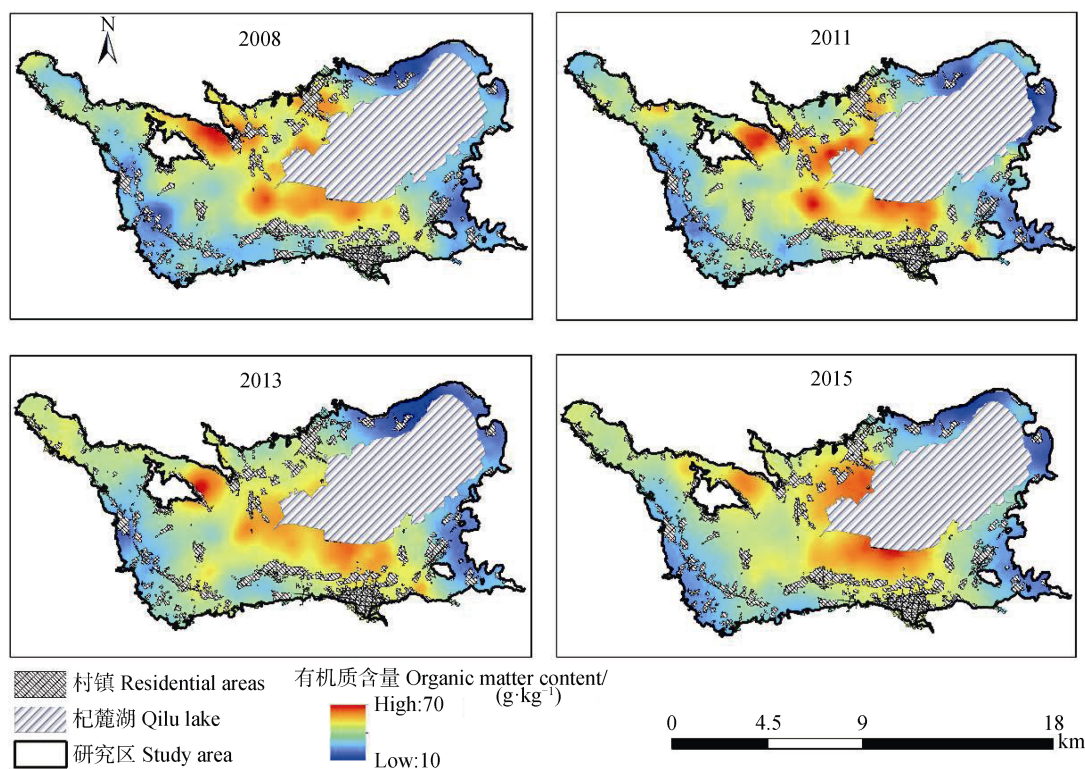 N
2008
2011
2013
2015
村镇 Residential areas
杞麓湖 Qilu lake
研究区 Study area
有机质含量 Organic matter content/
(g·kg⁻¹)
High:70
Low:10
0 4.5 9 18
km